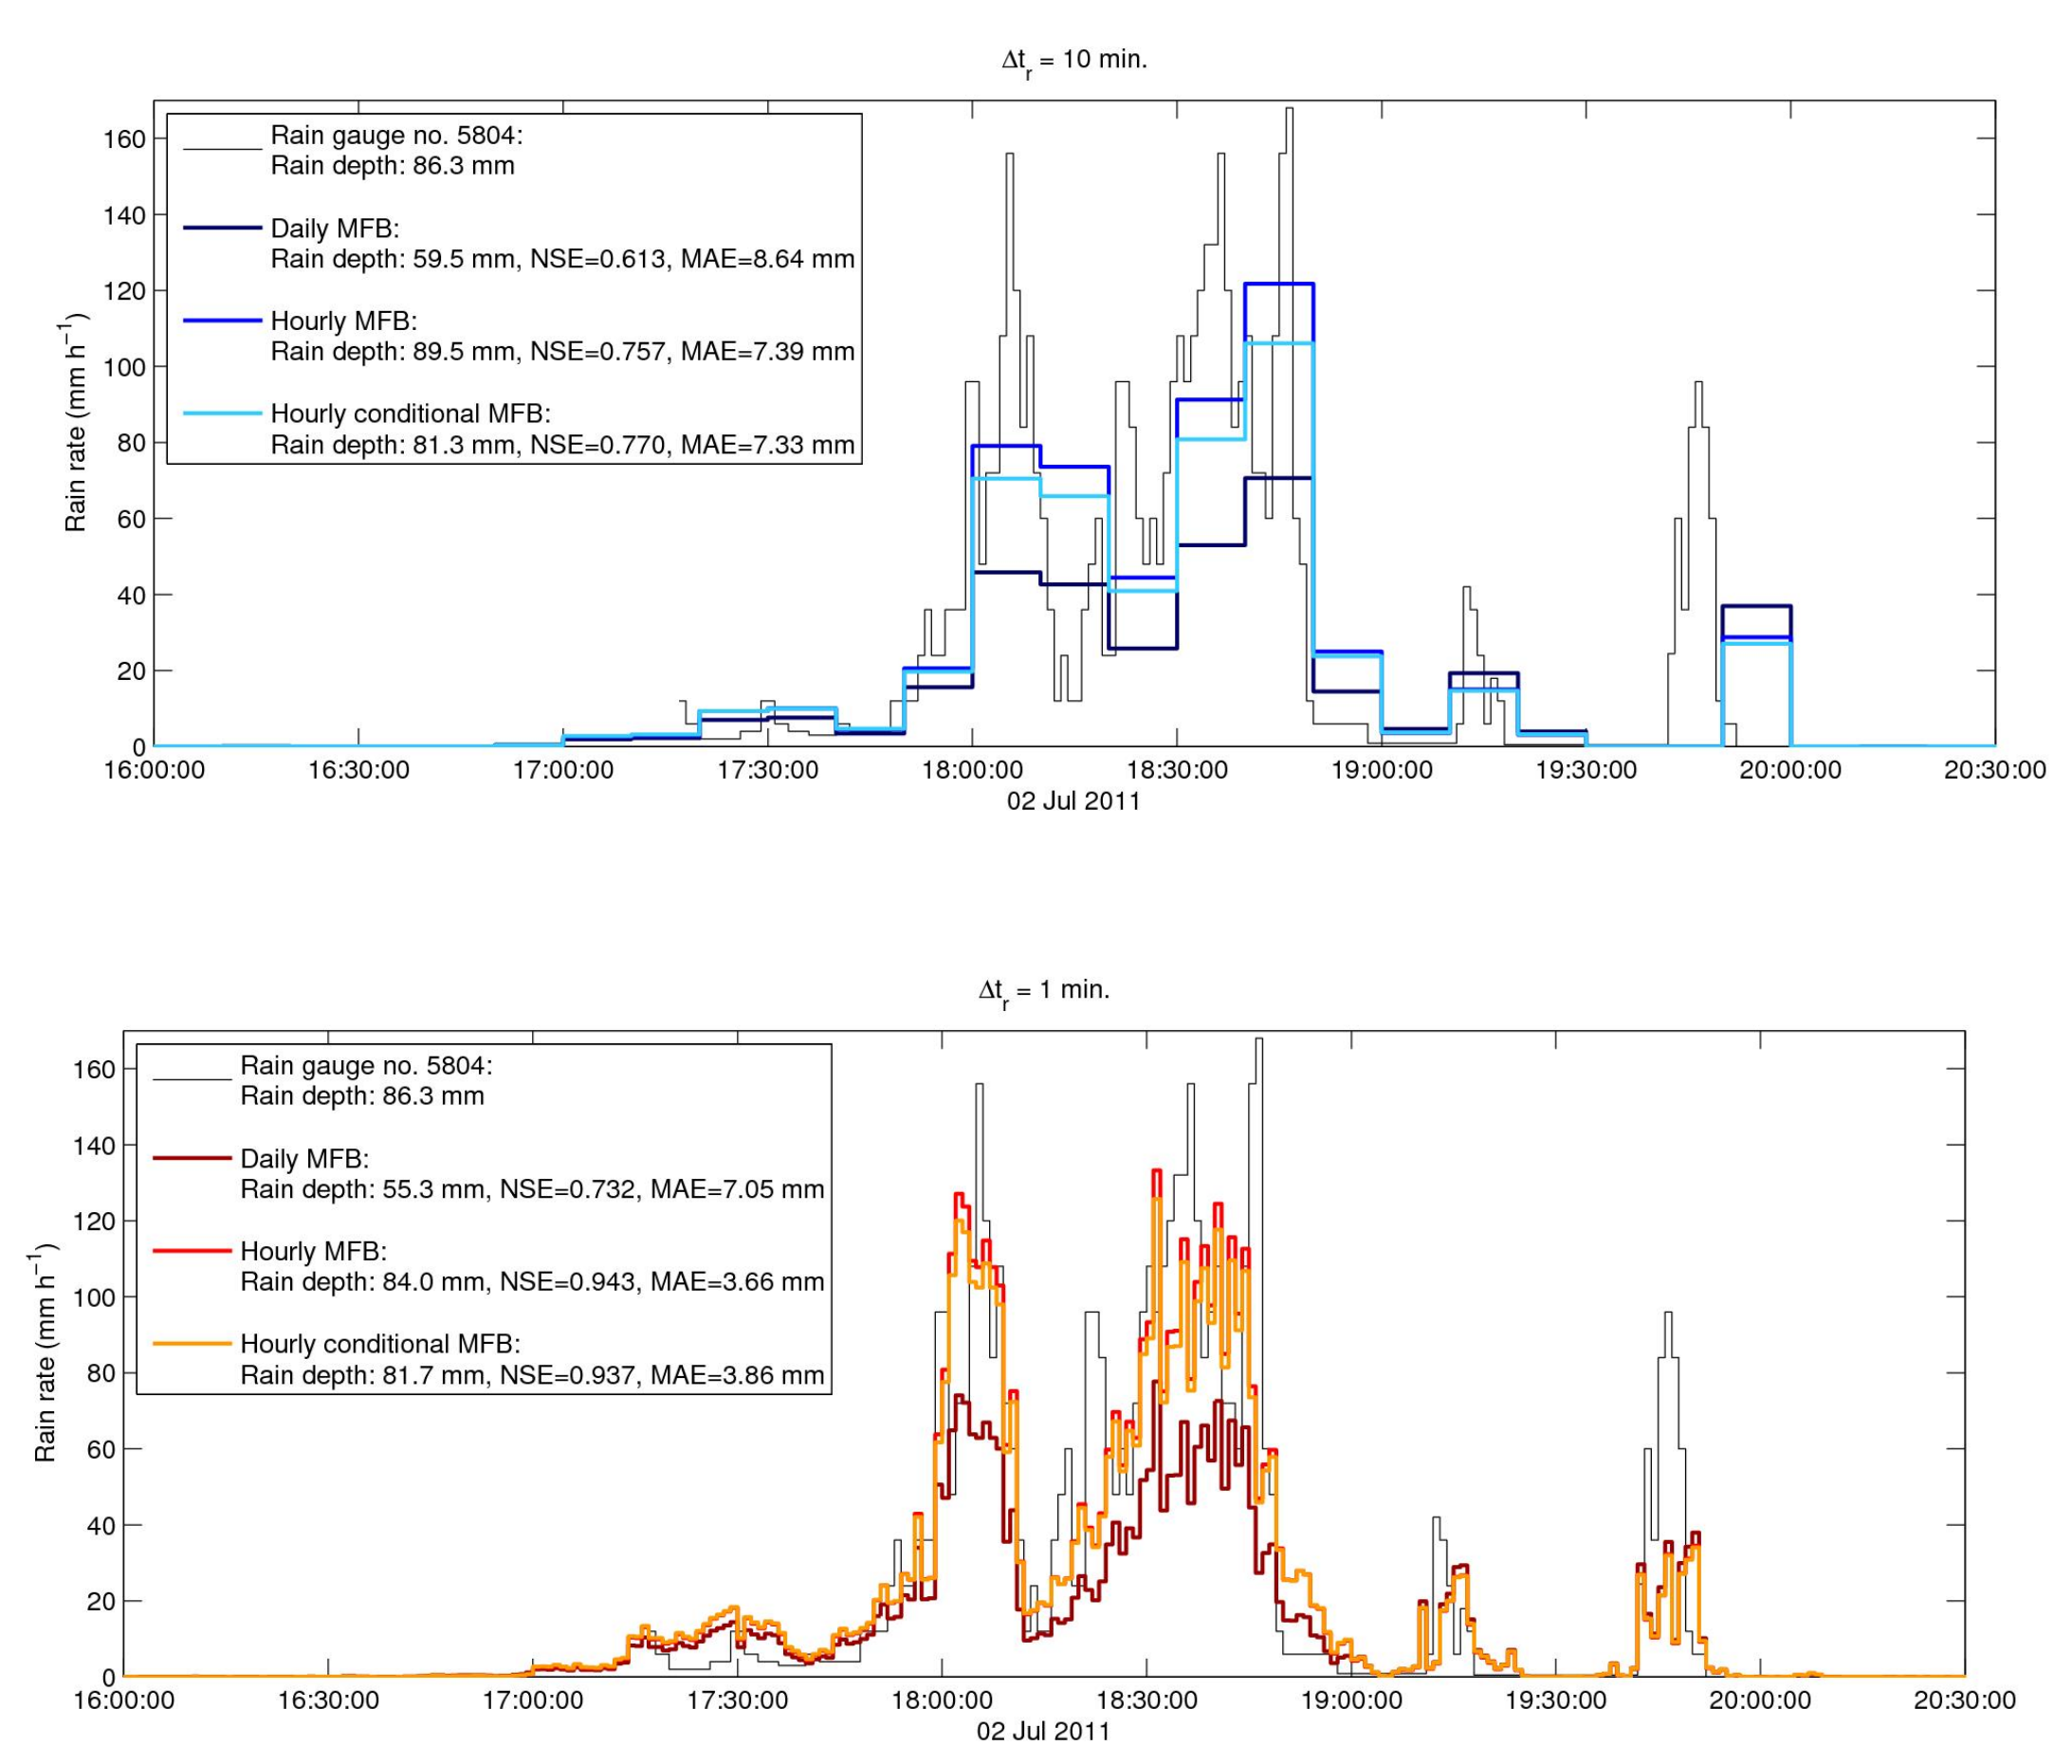 Δtr = 10 min.
Rain gauge no. 5804:
Rain depth: 86.3 mm
Daily MFB:
Rain depth: 59.5 mm, NSE=0.613, MAE=8.64 mm
Hourly MFB:
Rain depth: 89.5 mm, NSE=0.757, MAE=7.39 mm
Hourly conditional MFB:
Rain depth: 81.3 mm, NSE=0.770, MAE=7.33 mm
Rain rate (mm h−1)
160
140
120
100
80
60
40
20
0
16:00:00 16:30:00 17:00:00 17:30:00 18:00:00 18:30:00 19:00:00 19:30:00 20:00:00 20:30:00
02 Jul 2011
Δtr = 1 min.
Rain gauge no. 5804:
Rain depth: 86.3 mm
Daily MFB:
Rain depth: 55.3 mm, NSE=0.732, MAE=7.05 mm
Hourly MFB:
Rain depth: 84.0 mm, NSE=0.943, MAE=3.66 mm
Hourly conditional MFB:
Rain depth: 81.7 mm, NSE=0.937, MAE=3.86 mm
Rain rate (mm h−1)
160
140
120
100
80
60
40
20
0
16:00:00 16:30:00 17:00:00 17:30:00 18:00:00 18:30:00 19:00:00 19:30:00 20:00:00 20:30:00
02 Jul 2011